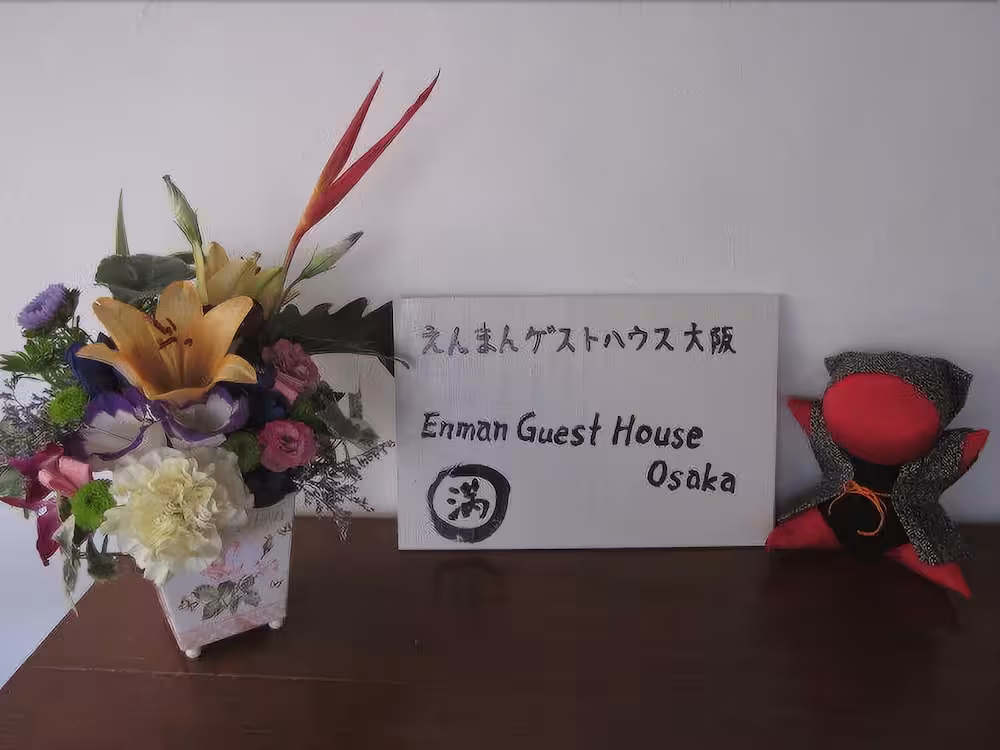 えんまんゲストハウス大阪
Enman Guest House
Osaka
満